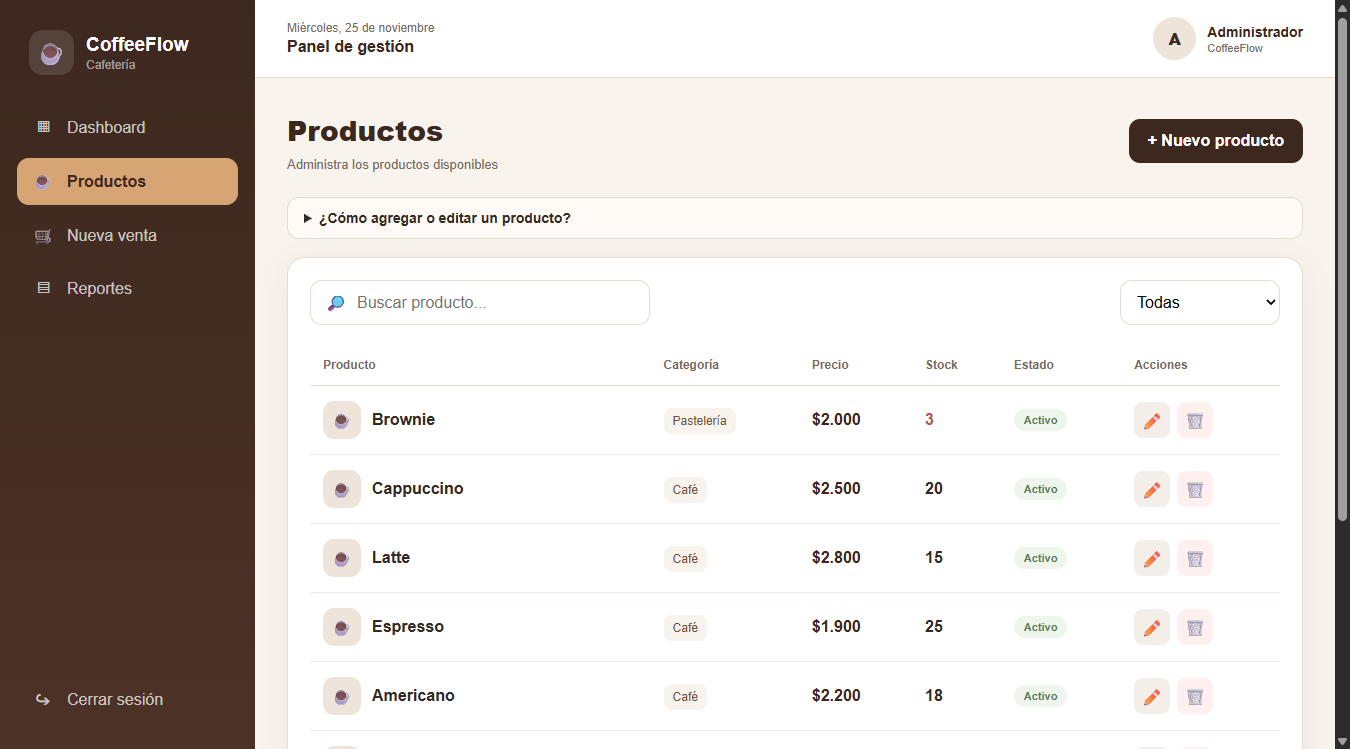 CoffeeFlow
Cafetería
Dashboard
Productos
Nueva venta
Reportes
Cerrar sesión
Miércoles, 25 de noviembre
Panel de gestión
A
Administrador
CoffeeFlow
Productos
Administra los productos disponibles
+ Nuevo producto
¿Cómo agregar o editar un producto?
Buscar producto...
Todas
Producto Categoría Precio Stock Estado Acciones
Brownie Pastelería $2.000 3 Activo
Cappuccino Café $2.500 20 Activo
Latte Café $2.800 15 Activo
Espresso Café $1.900 25 Activo
Americano Café $2.200 18 Activo